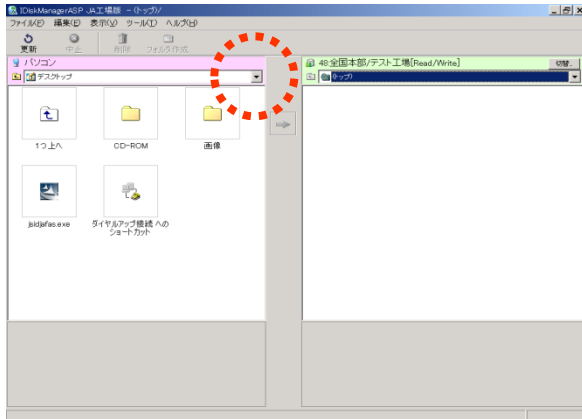 IDiskManagerASP JA工場版 - (トップ)/
ファイル(F) 編集(E) 表示(V) ツール(T) ヘルプ(H)
更新 中止 削除 フォルダ作成
パソコン
デスクトップ
48:全国本部/テスト工場[Read/Write]
切替..
(トップ)
1つ上へ
CD-ROM
画像
jsidjafas.exe
ダイヤルアップ接続 への
ショートカット